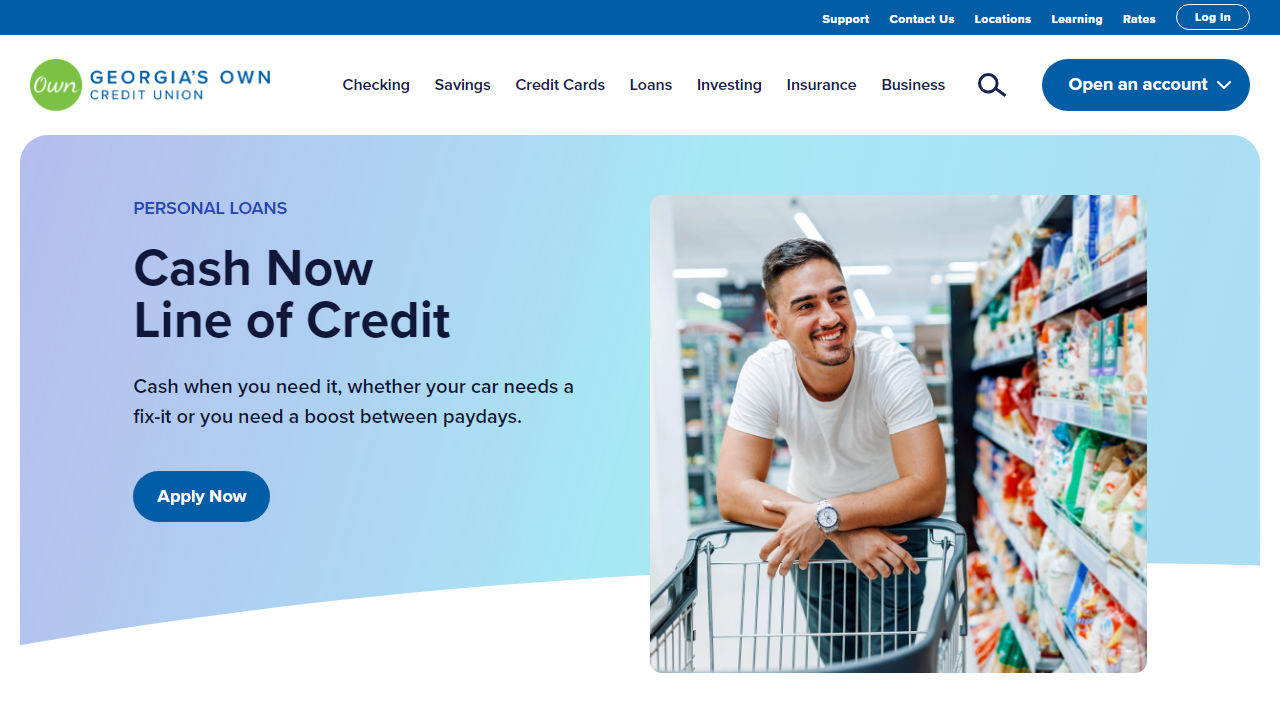 Support Contact Us Locations Learning Rates Log In
Own GEORGIA'S OWN
CREDIT UNION
Checking Savings Credit Cards Loans Investing Insurance Business Open an account
PERSONAL LOANS
Cash Now
Line of Credit
Cash when you need it, whether your car needs a
fix-it or you need a boost between paydays.
Apply Now